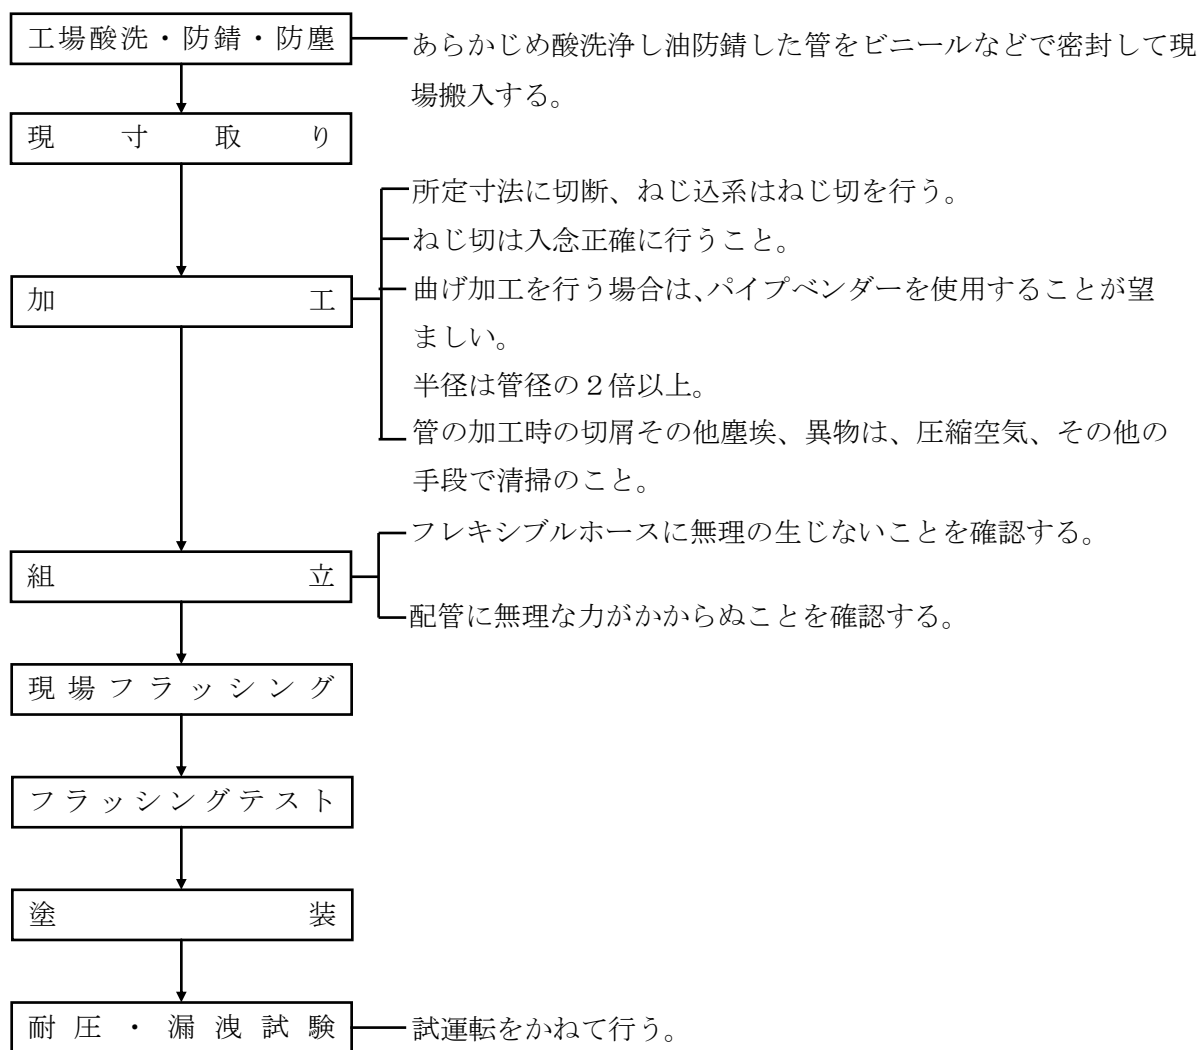 工場酸洗・防錆・防塵
あらかじめ酸洗浄し油防錆した管をビニールなどで密封して現
場搬入する。
現寸取り
所定寸法に切断、ねじ込系はねじ切を行う。
ねじ切は入念正確に行うこと。
加工
曲げ加工を行う場合は、パイプベンダーを使用することが望
ましい。
半径は管径の２倍以上。
管の加工時の切屑その他塵埃、異物は、圧縮空気、その他の
手段で清掃のこと。
フレキシブルホースに無理の生じないことを確認する。
組立
配管に無理な力がかからぬことを確認する。
現場フラッシング
フラッシングテスト
塗装
耐圧・漏洩試験
試運転をかねて行う。